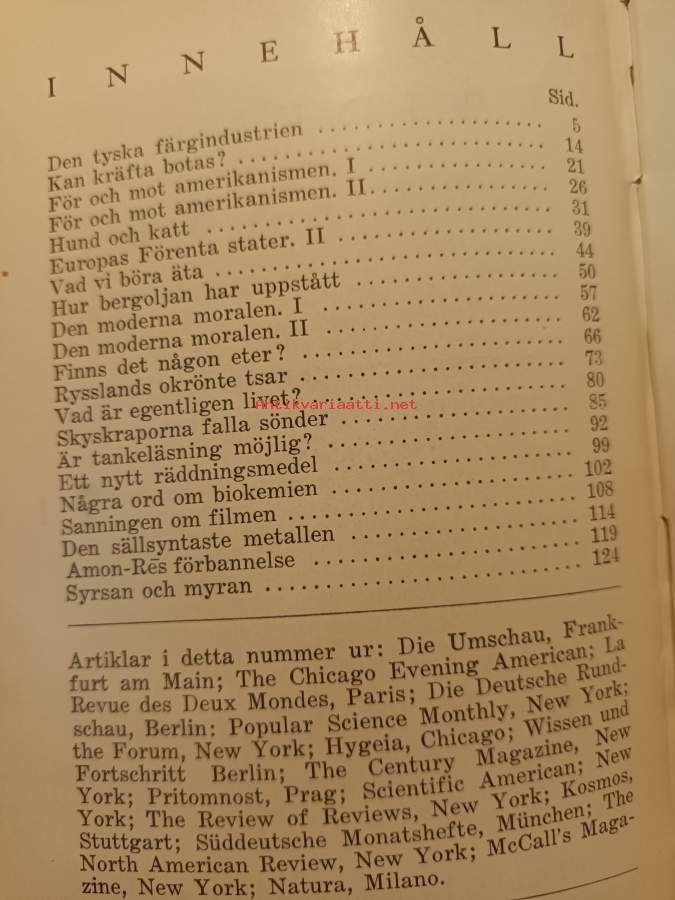 INNEHÅLL
Sid.
Den tyska färgindustrien .......... 5
Kan kräfta botas? .......... 14
För och mot amerikanismen. I .......... 21
För och mot amerikanismen. II .......... 26
Hund och katt .......... 31
Europas Förenta stater. II .......... 39
Vad vi böra äta .......... 44
Hur bergoljan har uppstått .......... 50
Den moderna moralen. I .......... 57
Den moderna moralen. II .......... 62
Finns det någon eter? .......... 66
Rysslands okrönte tsar .......... 73
Vad är egentligen livet? .......... 80
Antikvariaatti.net
Skyskraporna falla sönder .......... 85
Är tankeläsning möjlig? .......... 92
Ett nytt räddningsmedel .......... 99
Några ord om biokemien .......... 102
Sanningen om filmen .......... 108
Den sällsyntaste metallen .......... 114
Amon-Rēs förbannelse .......... 119
Syrsan och myran .......... 124
Artiklar i detta nummer ur: Die Umschau, Frank-
furt am Main; The Chicago Evening American; La
Revue des Deux Mondes, Paris; Die Deutsche Rund-
schau, Berlin: Popular Science Monthly, New York;
the Forum, New York; Hygeia, Chicago; Wissen und
Fortschritt Berlin; The Century Magazine, New
York; Pritomnost, Prag; Scientific American; New
York; The Review of Reviews, New York; Kosmos,
Stuttgart; Süddeutsche Monatshefte, München; The
North American Review, New York; McCall's Maga-
zine, New York; Natura, Milano.